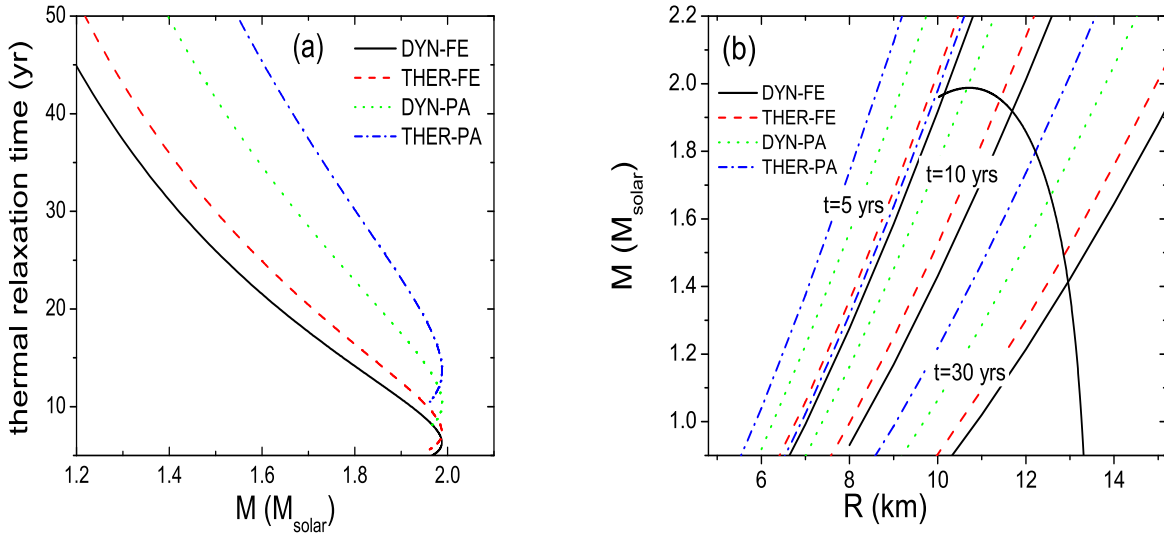 (a)
DYN-FE
THER-FE
DYN-PA
THER-PA
50
40
30
20
10
thermal relaxation time (yr)
1.2
1.4
1.6
1.8
2.0
M (M_solar)
(b)
DYN-FE
THER-FE
DYN-PA
THER-PA
t=5 yrs
t=10 yrs
t=30 yrs
2.2
2.0
1.8
1.6
1.4
1.2
1.0
M (M_solar)
6
8
10
12
14
R (km)